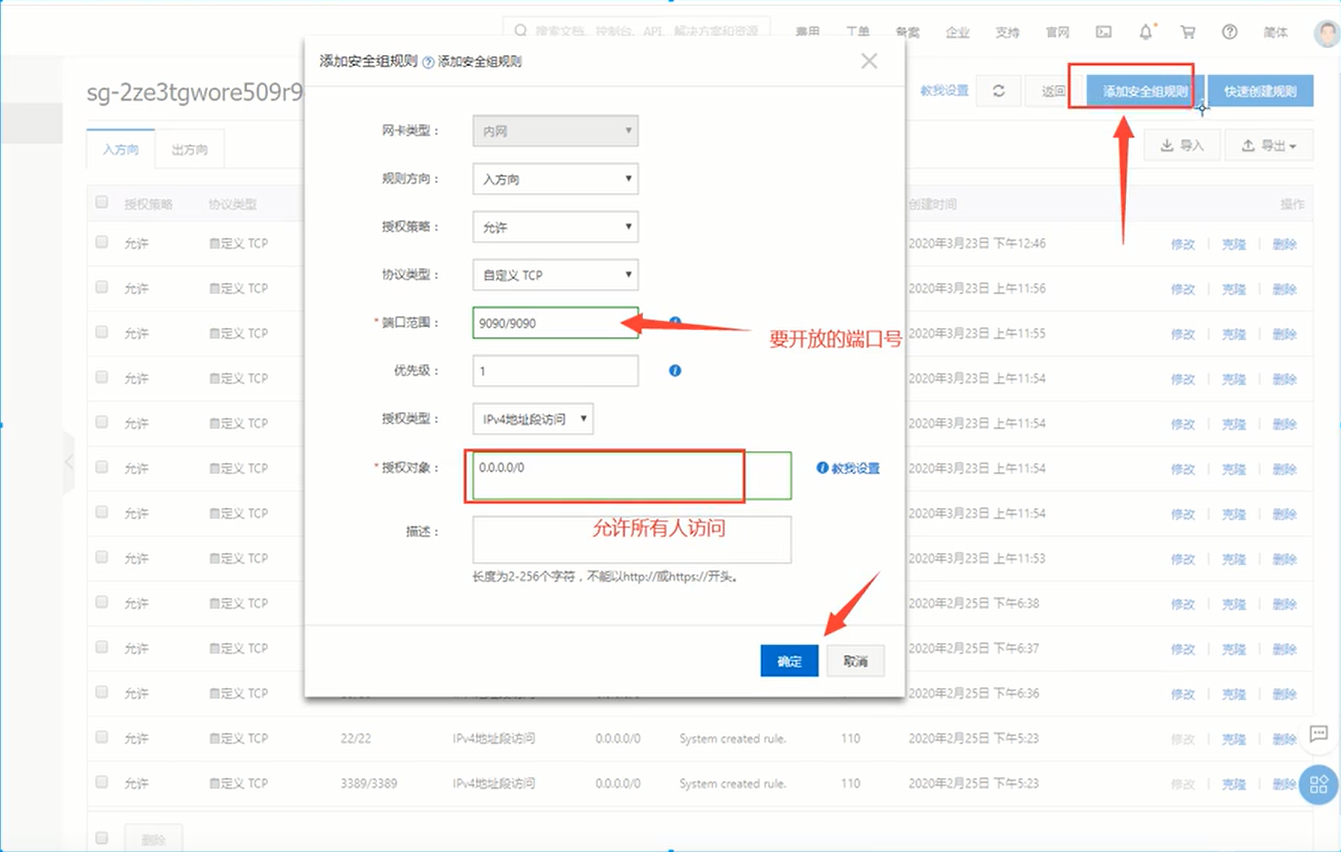 搜索文档、控制台、API、解决方案和资源 费用 工单 备案 企业 支持 官网 简体
添加安全组规则 添加安全组规则
sg-2ze3tgwore509r9 教我设置 返回 添加安全组规则 快速创建规则
入方向 出方向 导入 导出
授权策略 协议类型 创建时间 操作
允许 自定义 TCP 2020年3月23日 下午12:46 修改 克隆 删除
允许 自定义 TCP 2020年3月23日 上午11:56 修改 克隆 删除
允许 自定义 TCP 2020年3月23日 上午11:55 修改 克隆 删除
允许 自定义 TCP 2020年3月23日 上午11:54 修改 克隆 删除
允许 自定义 TCP 2020年3月23日 上午11:54 修改 克隆 删除
允许 自定义 TCP 2020年3月23日 上午11:54 修改 克隆 删除
允许 自定义 TCP 2020年3月23日 上午11:54 修改 克隆 删除
允许 自定义 TCP 2020年3月23日 上午11:53 修改 克隆 删除
允许 自定义 TCP 2020年2月25日 下午6:38 修改 克隆 删除
允许 自定义 TCP 2020年2月25日 下午6:37 修改 克隆 删除
允许 自定义 TCP 2020年2月25日 下午6:36 修改 克隆 删除
允许 自定义 TCP 22/22 IPv4地址段访问 0.0.0.0/0 System created rule. 110 2020年2月25日 下午5:23 修改 克隆 删除
允许 自定义 TCP 3389/3389 IPv4地址段访问 0.0.0.0/0 System created rule. 110 2020年2月25日 下午5:23 修改 克隆 删除
删除
网卡类型： 内网
规则方向： 入方向
授权策略： 允许
协议类型： 自定义 TCP
* 端口范围： 9090/9090
要开放的端口号
优先级： 1
授权类型： IPv4地址段访问
* 授权对象： 0.0.0.0/0 教我设置
描述： 允许所有人访问
长度为2-256个字符，不能以http://或https://开头。
确定 取消